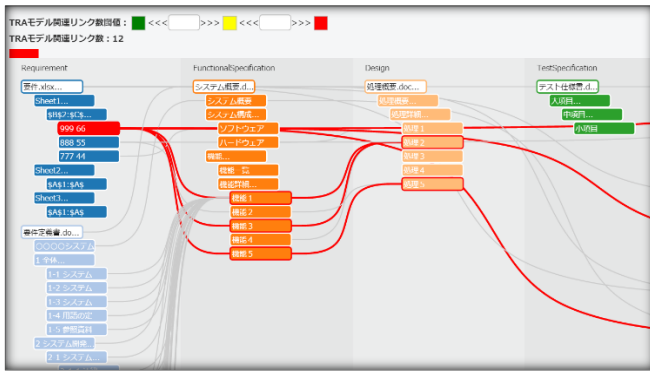 TRAモデル関連リンク数閾値： <<< >>> <<< >>>
TRAモデル関連リンク数：12
Requirement
FunctionalSpecification
Design
TestSpecification
要件.xlsx...
Sheet1...
$B$2:$C$...
999 66
888 55
777 44
Sheet2...
$A$1:$A$
Sheet3...
$A$1:$A$
要件定義書.do...
〇〇〇〇システム
1 全体...
1-1 システム
1-2 システム
1-3 システム
1-4 用語の定
1-5 参照資料
2 システム開発...
2-1 システム...
システム概要.d...
システム概要
システム構成...
ソフトウェア
ハードウェア
機能...
機能
機能詳細...
機能1
機能2
機能3
機能4
機能5
処理概要.doc...
処理概要...
処理詳細...
処理1
処理2
処理3
処理4
処理5
テスト仕様書.d...
大項目...
中項目...
小項目